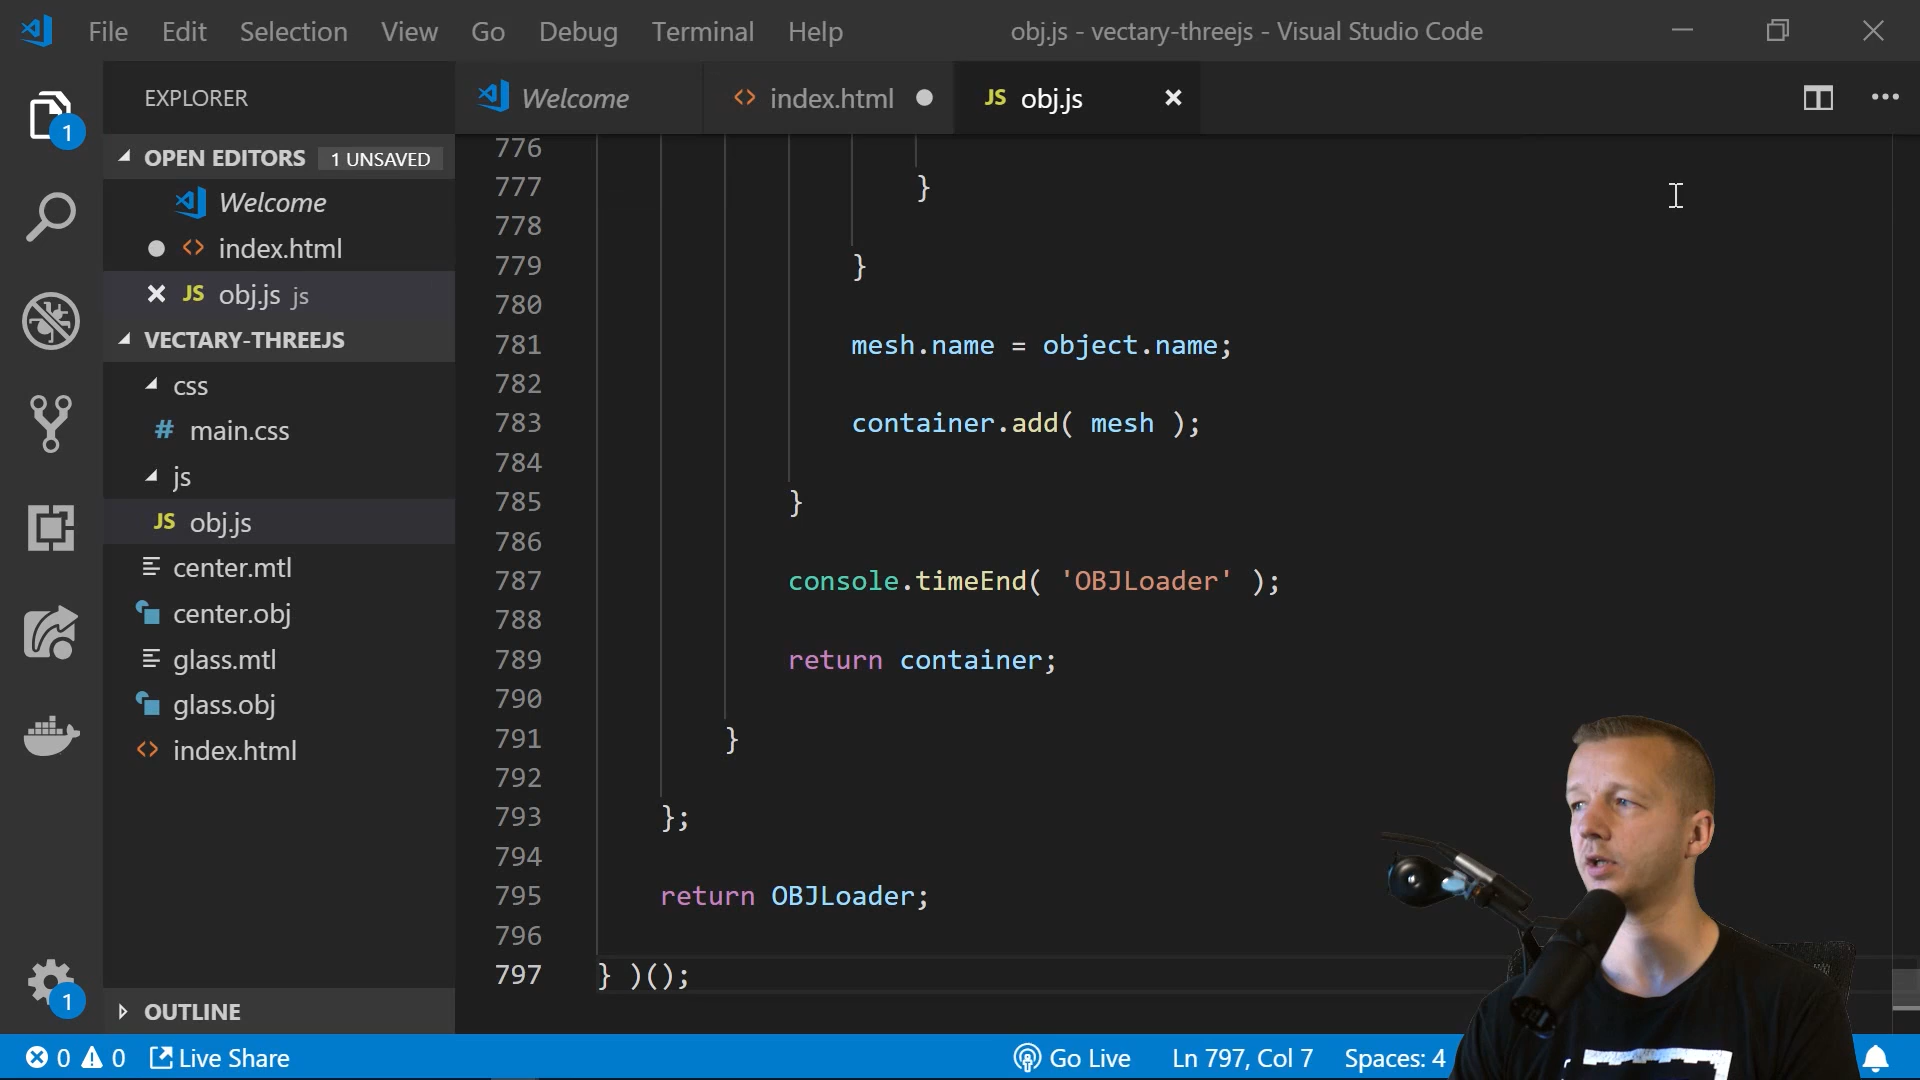 File Edit Selection View Go Debug Terminal Help obj.js - vectary-threejs - Visual Studio Code
1
EXPLORER
OPEN EDITORS 1 UNSAVED
Welcome
<> index.html
JS obj.js js
VECTARY-THREEJS
css
# main.css
js
JS obj.js
center.mtl
center.obj
glass.mtl
glass.obj
<> index.html
OUTLINE
1
Welcome <> index.html JS obj.js
776
777 }
778
779 }
780
781 mesh.name = object.name;
782
783 container.add( mesh );
784
785 }
786
787 console.timeEnd( 'OBJLoader' );
788
789 return container;
790
791 }
792
793 };
794
795 return OBJLoader;
796
797 } )();
0 0 Live Share Go Live Ln 797, Col 7 Spaces: 4